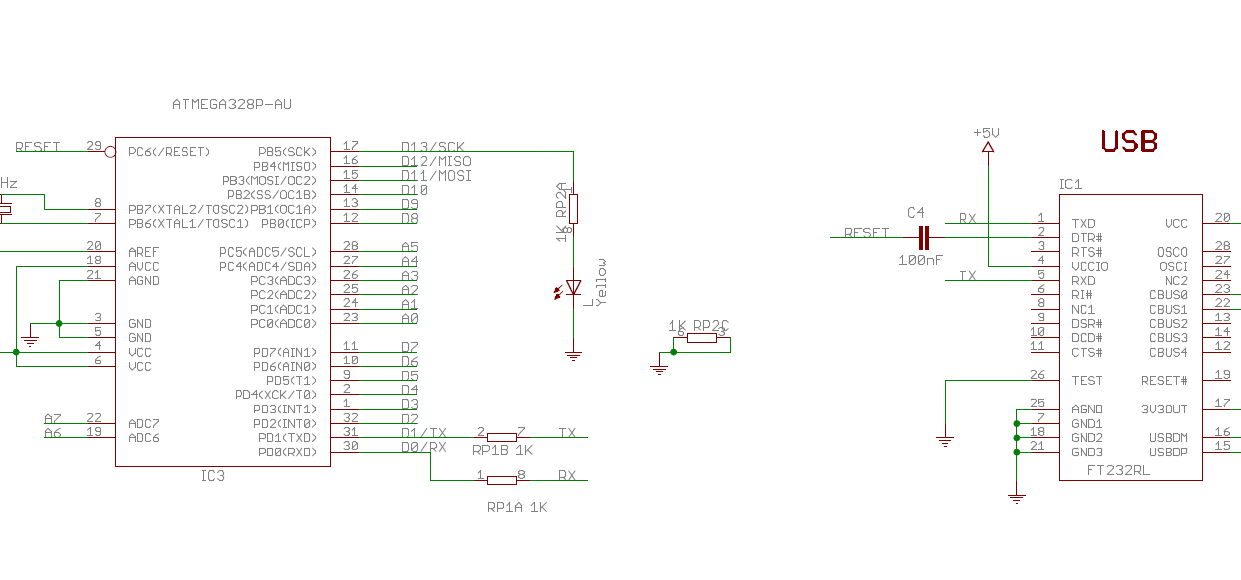 ATMEGA328P-AU
RESET
29
PC6(/RESET)
Hz
8
PB7(XTAL2/TOSC2)
7
PB6(XTAL1/TOSC1)
20
AREF
18
AVCC
21
AGND
3
GND
5
GND
4
VCC
6
VCC
A7
22
ADC7
A6
19
ADC6
PB5(SCK)
17
D13/SCK
PB4(MISO)
16
D12/MISO
PB3(MOSI/OC2)
15
D11/MOSI
PB2(SS/OC1B)
14
D10
PB1(OC1A)
13
D9
PB0(ICP)
12
D8
PC5(ADC5/SCL)
28
A5
PC4(ADC4/SDA)
27
A4
PC3(ADC3)
26
A3
PC2(ADC2)
25
A2
PC1(ADC1)
24
A1
PC0(ADC0)
23
A0
PD7(AIN1)
11
D7
PD6(AIN0)
10
D6
PD5(T1)
9
D5
PD4(XCK/T0)
2
D4
PD3(INT1)
1
D3
PD2(INT0)
32
D2
PD1(TXD)
31
D1/TX
PD0(RXD)
30
D0/RX
IC3
1K RP2A
1
8
L
Yellow
2
7
TX
RP1B 1K
1
8
RX
RP1A 1K
1K RP2C
6
3
+5V
USB
IC1
C4
100nF
RESET
RX
TX
1
TXD
2
DTR#
3
RTS#
4
VCCIO
5
RXD
6
RI#
8
NC1
9
DSR#
10
DCD#
11
CTS#
26
TEST
25
AGND
7
GND1
18
GND2
21
GND3
VCC
20
OSCO
28
OSCI
27
NC2
24
CBUS0
23
CBUS1
22
CBUS2
13
CBUS3
14
CBUS4
12
RESET#
19
3V3OUT
17
USBDM
16
USBDP
15
FT232RL